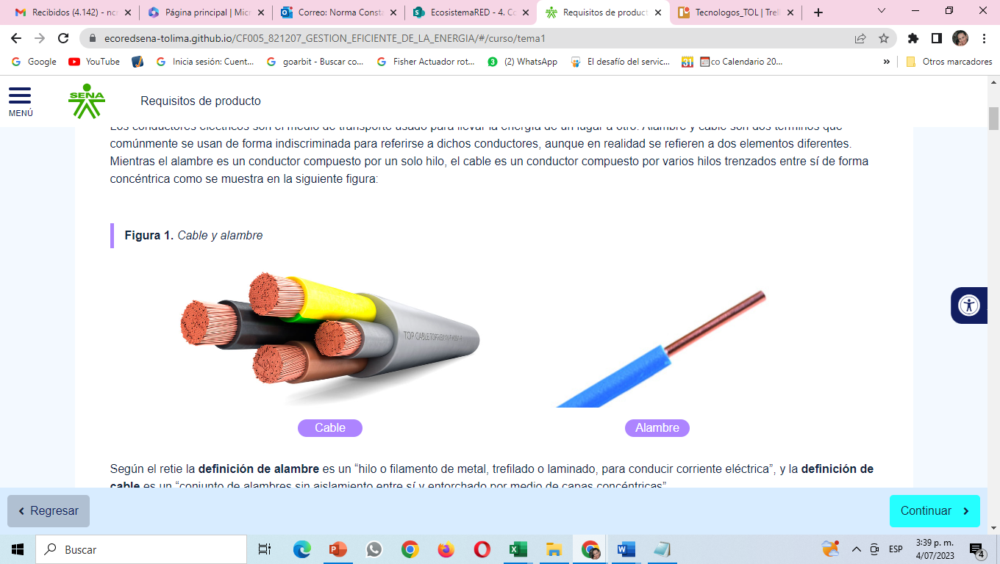 Recibidos (4.142) - ncr
Página principal | Micr
Correo: Norma Consta
EcosistemaRED - 4. Co
Requisitos de product
Tecnologos_TOL | Trell
ecoredsena-tolima.github.io/CF005_821207_GESTION_EFICIENTE_DE_LA_ENERGIA/#/curso/tema1
Google
YouTube
Inicia sesión: Cuent...
goarbit - Buscar co...
Fisher Actuador rot...
(2) WhatsApp
El desafío del servic...
co Calendario 20...
»
Otros marcadores
MENÚ
SENA
Requisitos de producto
Los conductores eléctricos son el medio de transporte usado para llevar la energía de un lugar a otro. Alambre y cable son dos términos que
comúnmente se usan de forma indiscriminada para referirse a dichos conductores, aunque en realidad se refieren a dos elementos diferentes.
Mientras el alambre es un conductor compuesto por un solo hilo, el cable es un conductor compuesto por varios hilos trenzados entre sí de forma
concéntrica como se muestra en la siguiente figura:
Figura 1. Cable y alambre
TOP CABLE
Cable
Alambre
Según el retie la definición de alambre es un “hilo o filamento de metal, trefilado o laminado, para conducir corriente eléctrica”, y la definición de
cable es un “conjunto de alambres sin aislamiento entre sí y entorchado por medio de capas concéntricas”
Regresar
Continuar
Buscar
ESP
3:39 p. m.
4/07/2023
4